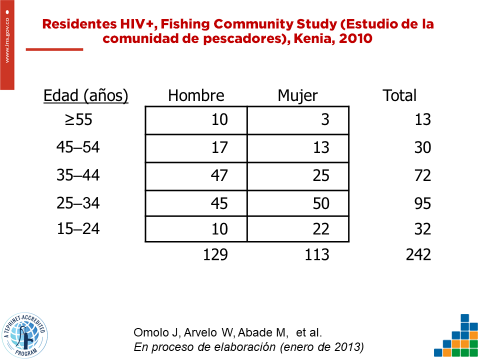 www.ins.gov.co
Residentes HIV+, Fishing Community Study (Estudio de la
comunidad de pescadores), Kenia, 2010
Edad (años) Hombre Mujer Total
≥55 10 3 13
45–54 17 13 30
35–44 47 25 72
25–34 45 50 95
15–24 10 22 32
129 113 242
A TEPHINET ACCREDITED
PROGRAM
Omolo J, Arvelo W, Abade M, et al.
En proceso de elaboración (enero de 2013)